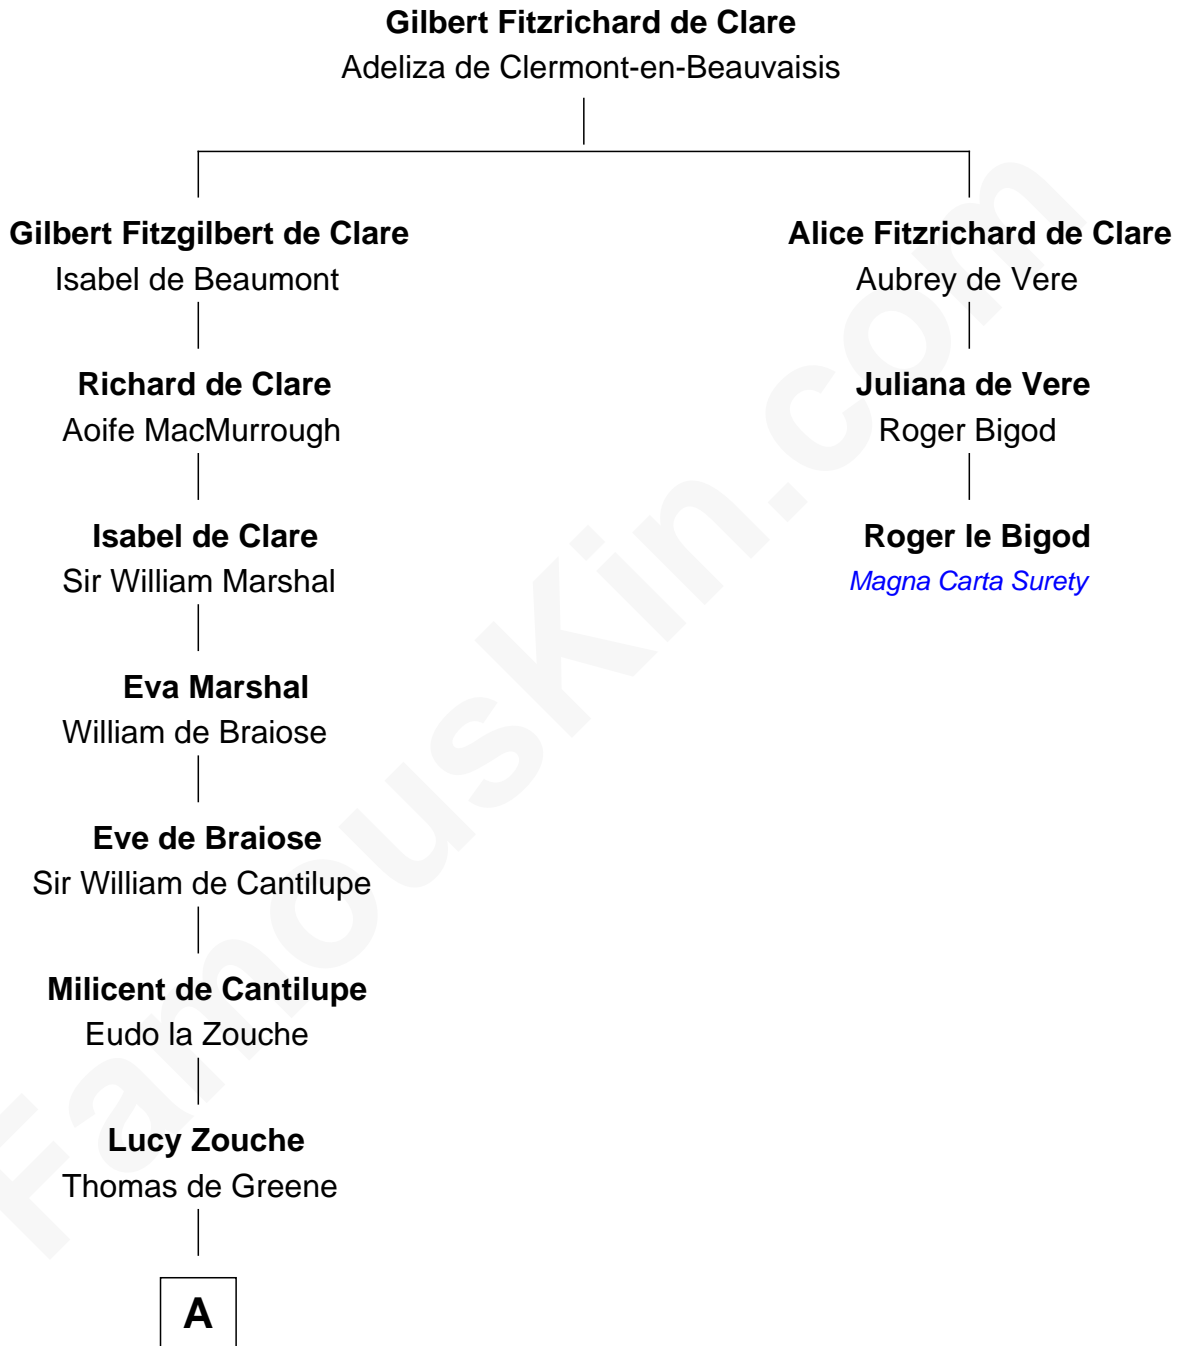 Gilbert Fitzrichard de Clare
Adeliza de Clermont-en-Beauvaisis
Gilbert Fitzgilbert de Clare
Isabel de Beaumont
Alice Fitzrichard de Clare
Aubrey de Vere
Richard de Clare
Aoife MacMurrough
Juliana de Vere
Roger Bigod
Isabel de Clare
Sir William Marshal
Roger le Bigod
Magna Carta Surety
Eva Marshal
William de Braiose
Eve de Braiose
Sir William de Cantilupe
Milicent de Cantilupe
Eudo la Zouche
Lucy Zouche
Thomas de Greene
A
FamousKin.com